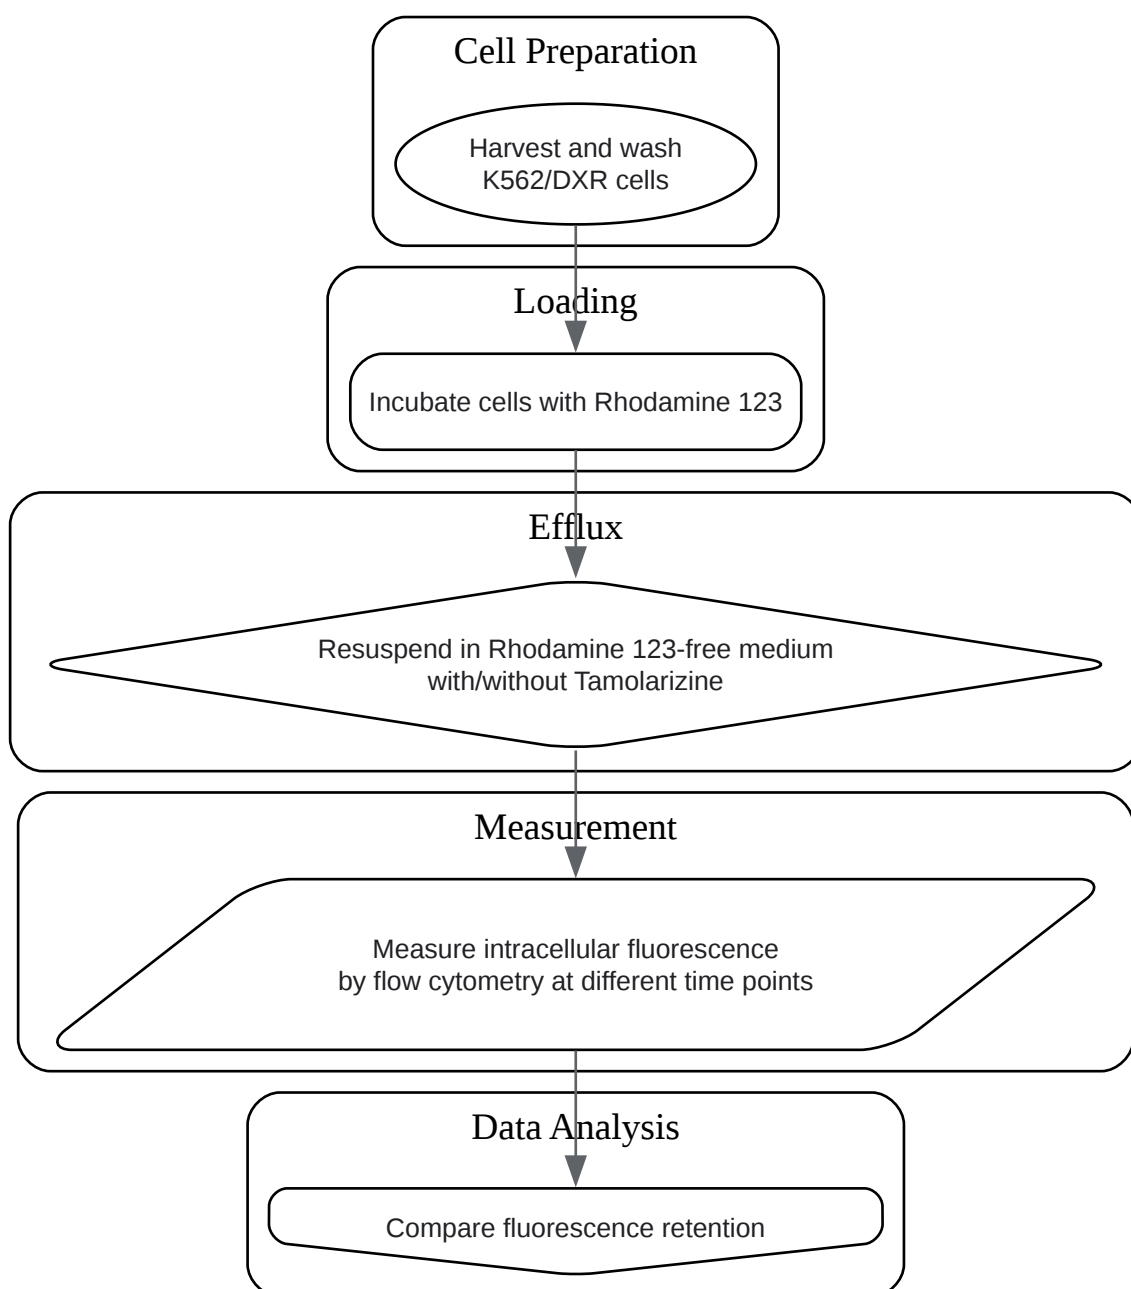 Cell Preparation
Harvest and wash
K562/DXR cells
Loading
Incubate cells with Rhodamine 123
Efflux
Resuspend in Rhodamine 123-free medium
with/without Tamolarizine
Measurement
Measure intracellular fluorescence
by flow cytometry at different time points
Data Analysis
Compare fluorescence retention